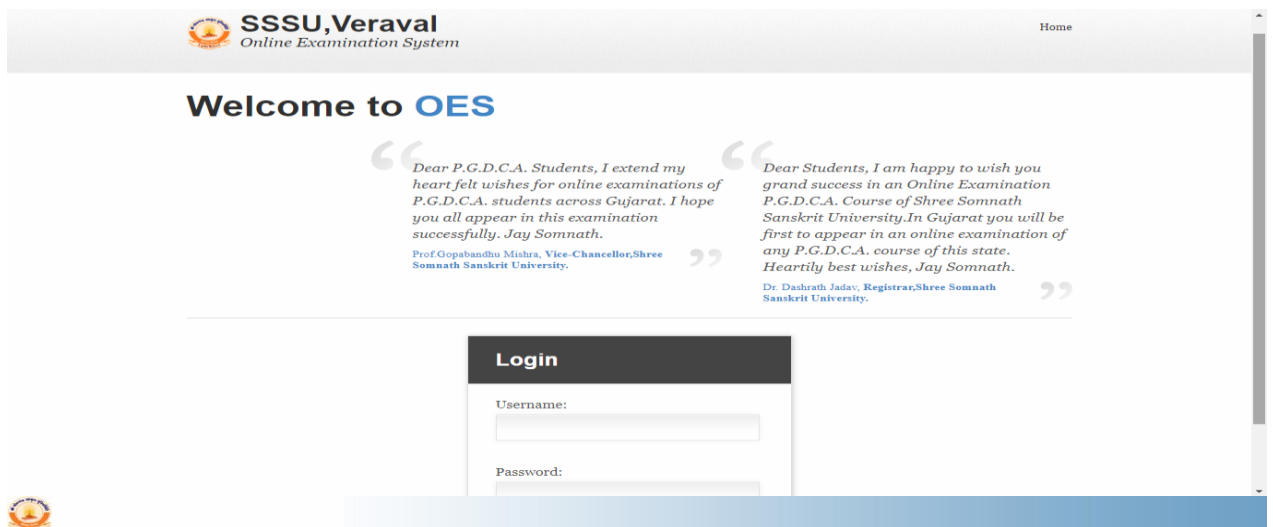 SSSU,Veraval
Online Examination System
Home
Welcome to OES
Dear P.G.D.C.A. Students, I extend my
heart felt wishes for online examinations of
P.G.D.C.A. students across Gujarat. I hope
you all appear in this examination
successfully. Jay Somnath.
Prof.Gopabandhu Mishra, Vice-Chancellor,Shree
Somnath Sanskrit University.
Dear Students, I am happy to wish you
grand success in an Online Examination
P.G.D.C.A. Course of Shree Somnath
Sanskrit University.In Gujarat you will be
first to appear in an online examination of
any P.G.D.C.A. course of this state.
Heartily best wishes, Jay Somnath.
Dr. Dashrath Jadav, Registrar,Shree Somnath
Sanskrit University.
Login
Username:
Password: